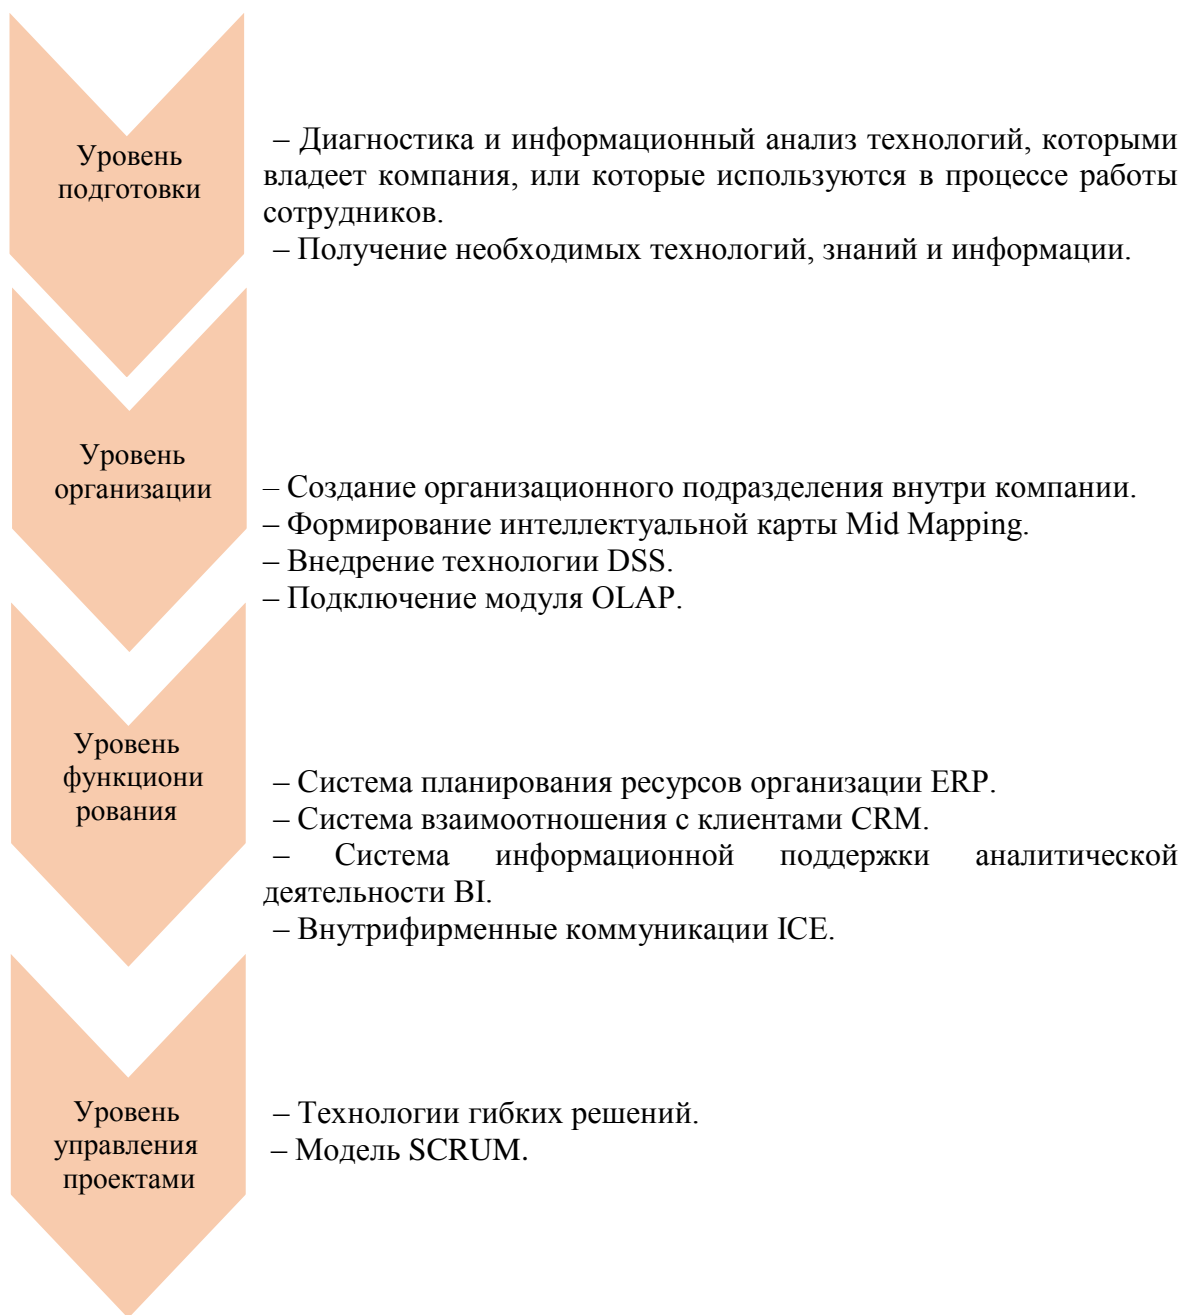 Уровень
подготовки
– Диагностика и информационный анализ технологий, которыми
владеет компания, или которые используются в процессе работы
сотрудников.
– Получение необходимых технологий, знаний и информации.
Уровень
организации
– Создание организационного подразделения внутри компании.
– Формирование интеллектуальной карты Mid Mapping.
– Внедрение технологии DSS.
– Подключение модуля OLAP.
Уровень
функциони
рования
– Система планирования ресурсов организации ERP.
– Система взаимоотношения с клиентами CRM.
– Система информационной поддержки аналитической
деятельности BI.
– Внутрифирменные коммуникации ICE.
Уровень
управления
проектами
– Технологии гибких решений.
– Модель SCRUM.